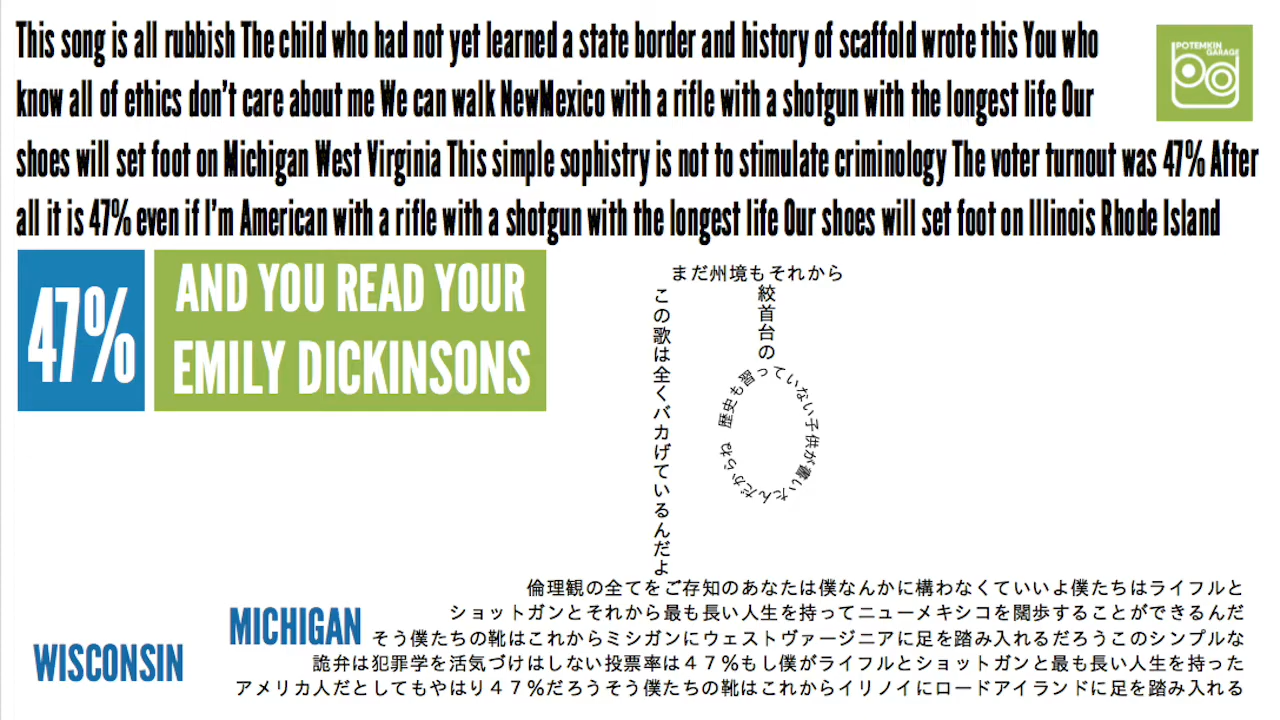 This song is all rubbish The child who had not yet learned a state border and history of scaffold wrote this You who
know all of ethics don't care about me We can walk NewMexico with a rifle with a shotgun with the longest life Our
shoes will set foot on Michigan West Virginia This simple sophistry is not to stimulate criminology The voter turnout was 47% After
all it is 47% even if I'm American with a rifle with a shotgun with the longest life Our shoes will set foot on Illinois Rhode Island
POTEMKIN
GARAGE
47%
AND YOU READ YOUR
EMILY DICKINSONS
この歌は全くバカげているんだよ
まだ州境もそれから
絞首台の
歴史も習っていない子供が書いたんだからね
倫理観の全てをご存知のあなたは僕なんかに構わなくていいよ僕たちはライフルと
ショットガンとそれから最も長い人生を持ってニューメキシコを闊歩することができるんだ
そう僕たちの靴はこれからミシガンにウェストヴァージニアに足を踏み入れるだろうこのシンプルな
詭弁は犯罪学を活気づけはしない投票率は４７％もし僕がライフルとショットガンと最も長い人生を持った
アメリカ人だとしてもやはり４７％だろうそう僕たちの靴はこれからイリノイにロードアイランドに足を踏み入れる
MICHIGAN
WISCONSIN